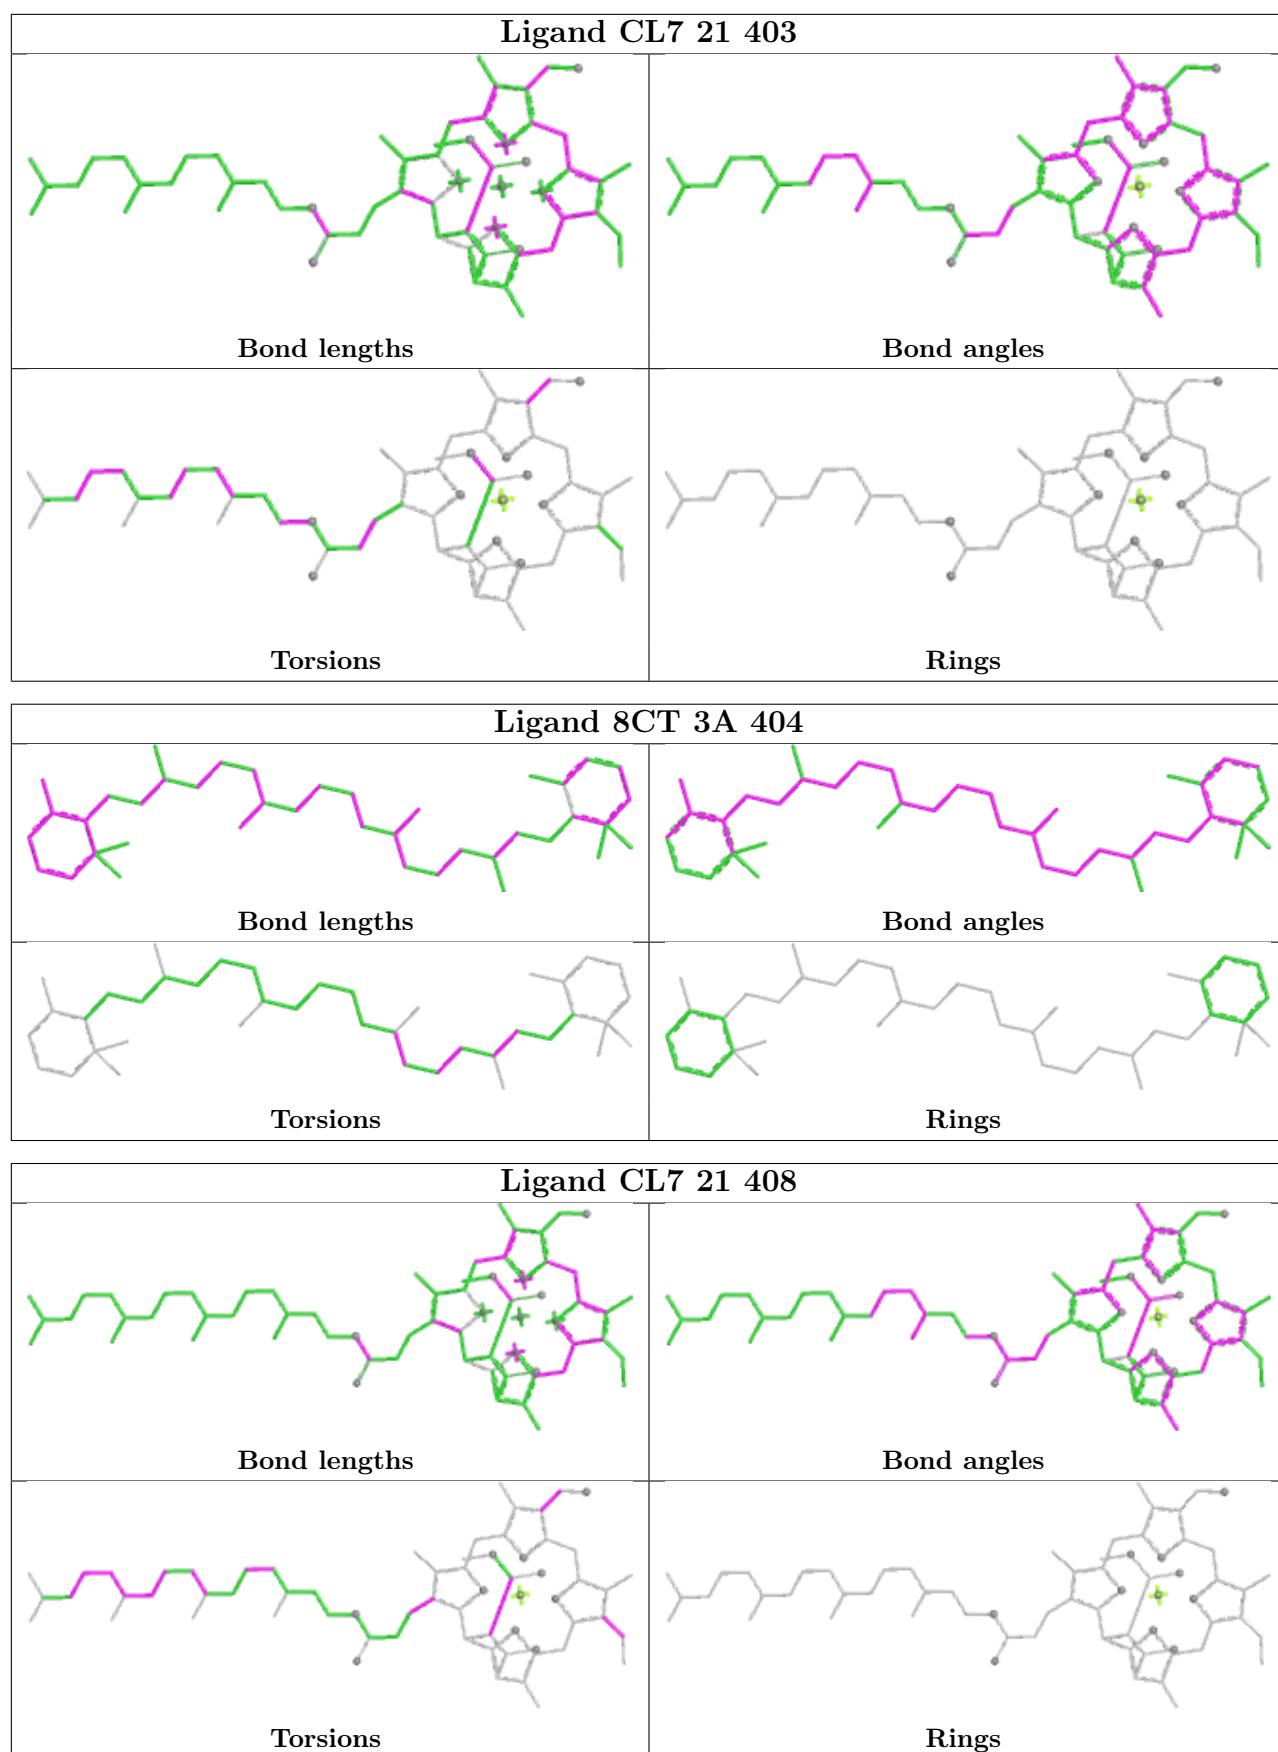 Ligand CL7 21 403
Bond lengths
Bond angles
Torsions
Rings
Ligand 8CT 3A 404
Bond lengths
Bond angles
Torsions
Rings
Ligand CL7 21 408
Bond lengths
Bond angles
Torsions
Rings